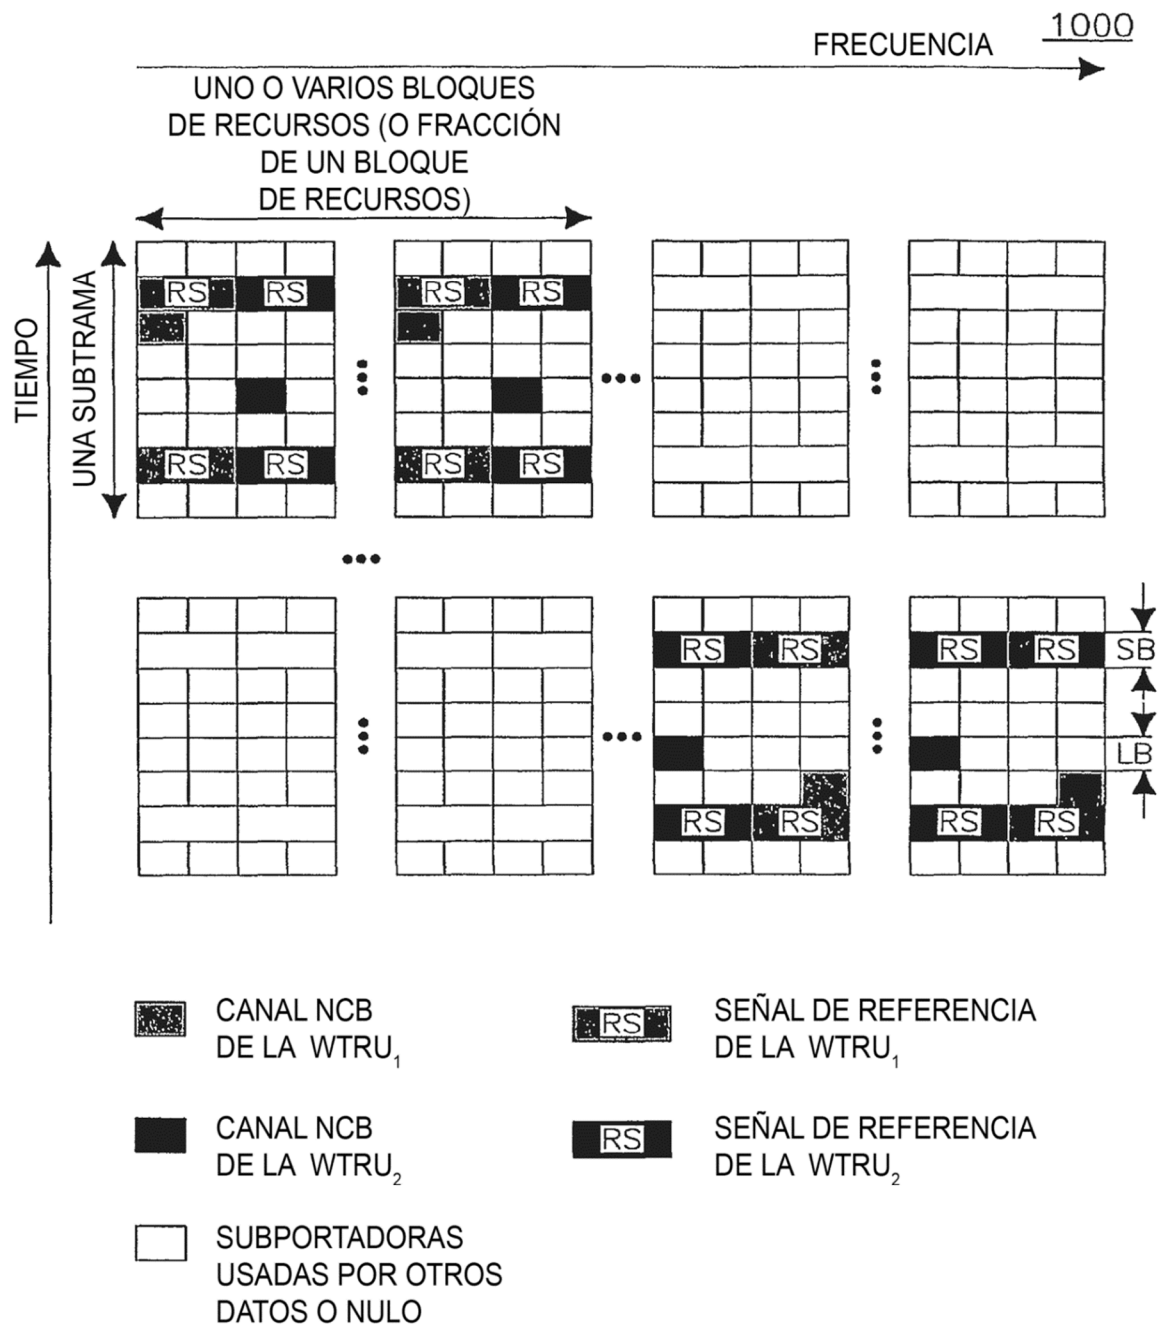 1000
FRECUENCIA
UNO O VARIOS BLOQUES
DE RECURSOS (O FRACCIÓN
DE UN BLOQUE
DE RECURSOS)
TIEMPO
UNA SUBTRAMA
RS RS RS RS
RS RS RS RS
RS RS RS RS SB
LB
RS RS RS RS
CANAL NCB
DE LA WTRU1
RS
SEÑAL DE REFERENCIA
DE LA WTRU1
CANAL NCB
DE LA WTRU2
RS
SEÑAL DE REFERENCIA
DE LA WTRU2
SUBPORTADORAS
USADAS POR OTROS
DATOS O NULO